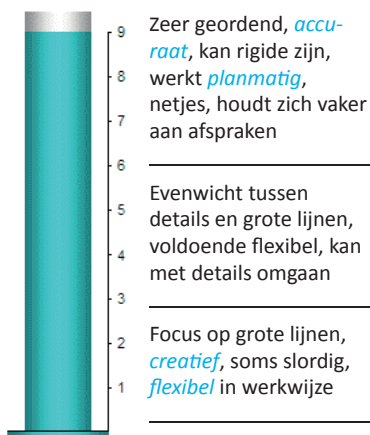 9
Zeer geordend, accu-
raat, kan rigide zijn,
8
werkt planmatig,
netjes, houdt zich vaker
7
aan afspraken
6
Evenwicht tussen
5
details en grote lijnen,
voldoende flexibel, kan
4
met details omgaan
3
Focus op grote lijnen,
2
creatief, soms slordig,
flexibel in werkwijze
1